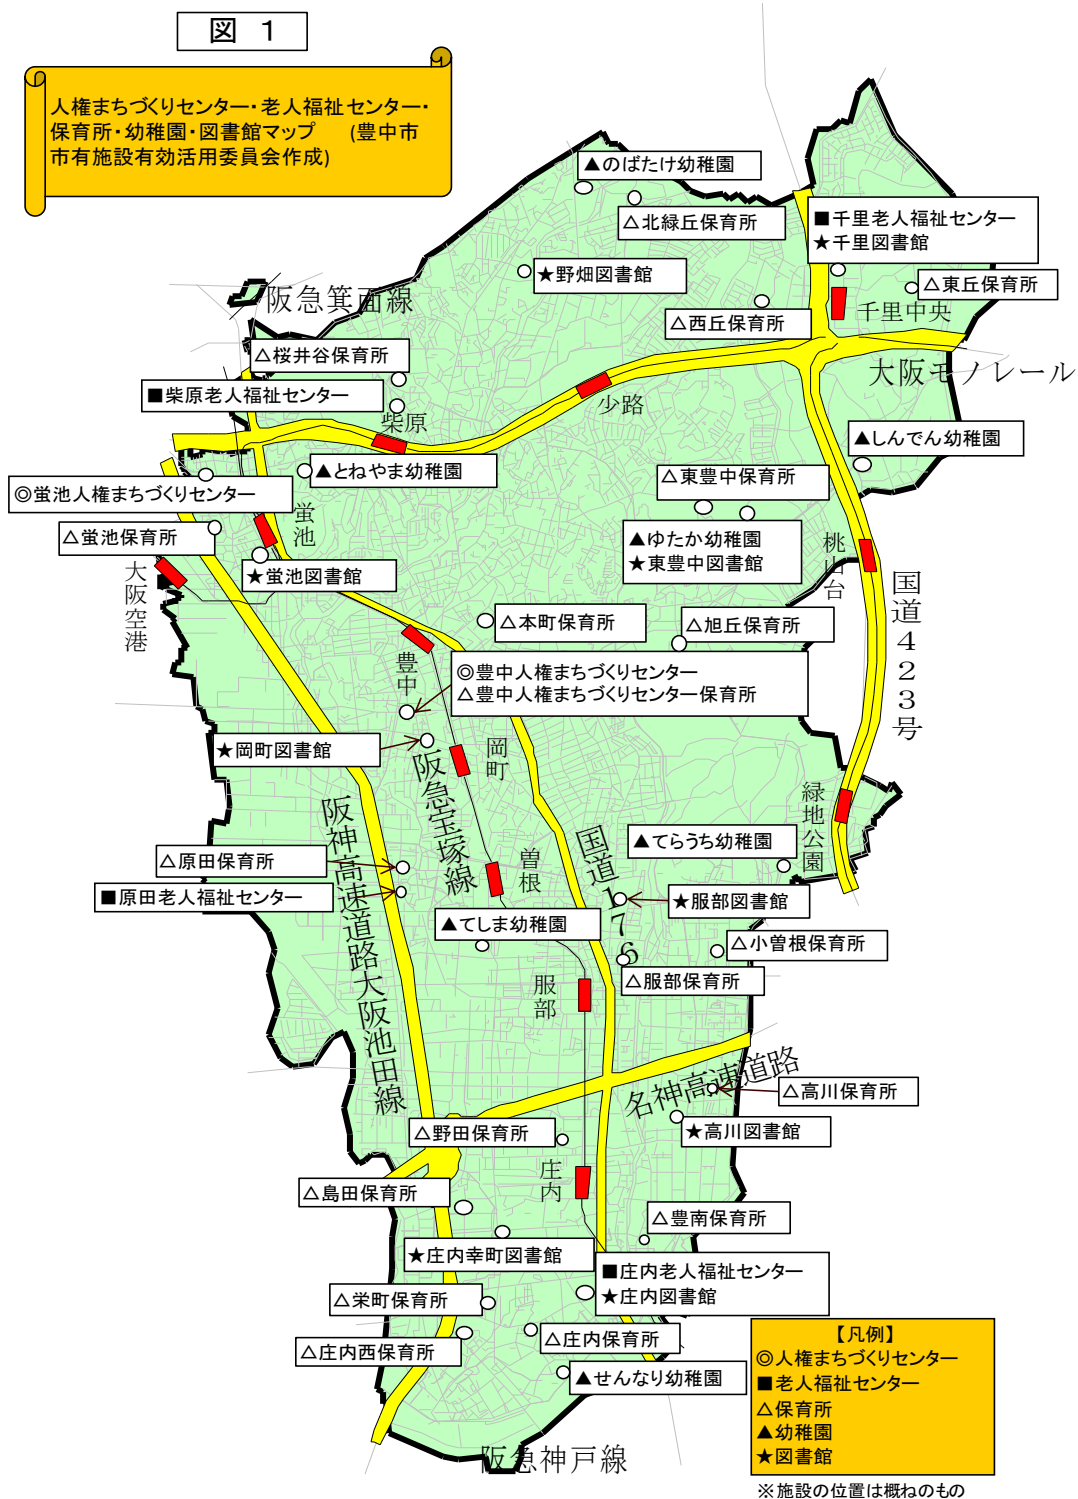 図 1
人権まちづくりセンター・老人福祉センター・
保育所・幼稚園・図書館マップ (豊中市
市有施設有効活用委員会作成)
▲のばたけ幼稚園
△北緑丘保育所
■千里老人福祉センター
★千里図書館
★野畑図書館
△東丘保育所
阪急箕面線
△西丘保育所
千里中央
△桜井谷保育所
大阪モノレール
■柴原老人福祉センター
少路
柴原
▲しんでん幼稚園
▲とねやま幼稚園
△東豊中保育所
◎蛍池人権まちづくりセンター
蛍池
△蛍池保育所
▲ゆたか幼稚園
★東豊中図書館
桃山台
★蛍池図書館
大阪空港
国道423号
△本町保育所
△旭丘保育所
豊中
◎豊中人権まちづくりセンター
△豊中人権まちづくりセンター保育所
★岡町図書館
岡町
阪急宝塚線
緑地公園
阪神高速道路大阪池田線
国道176
▲てらうち幼稚園
△原田保育所
曽根
■原田老人福祉センター
★服部図書館
▲てしま幼稚園
△小曽根保育所
△服部保育所
服部
名神高速道路
△高川保育所
★高川図書館
△野田保育所
庄内
△島田保育所
△豊南保育所
★庄内幸町図書館
■庄内老人福祉センター
★庄内図書館
△栄町保育所
△庄内西保育所
△庄内保育所
▲せんなり幼稚園
阪急神戸線
【凡例】
◎人権まちづくりセンター
■老人福祉センター
△保育所
▲幼稚園
★図書館
※施設の位置は概ねのもの